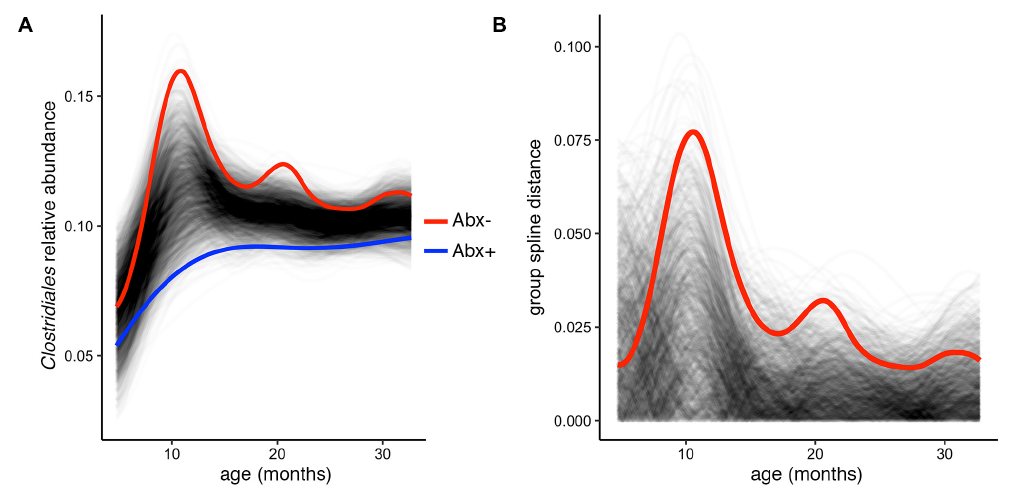 A
Clostridiales relative abundance
0.15
0.10
0.05
10
20
30
age (months)
Abx-
Abx+
B
group spline distance
0.100
0.075
0.050
0.025
0.000
10
20
30
age (months)